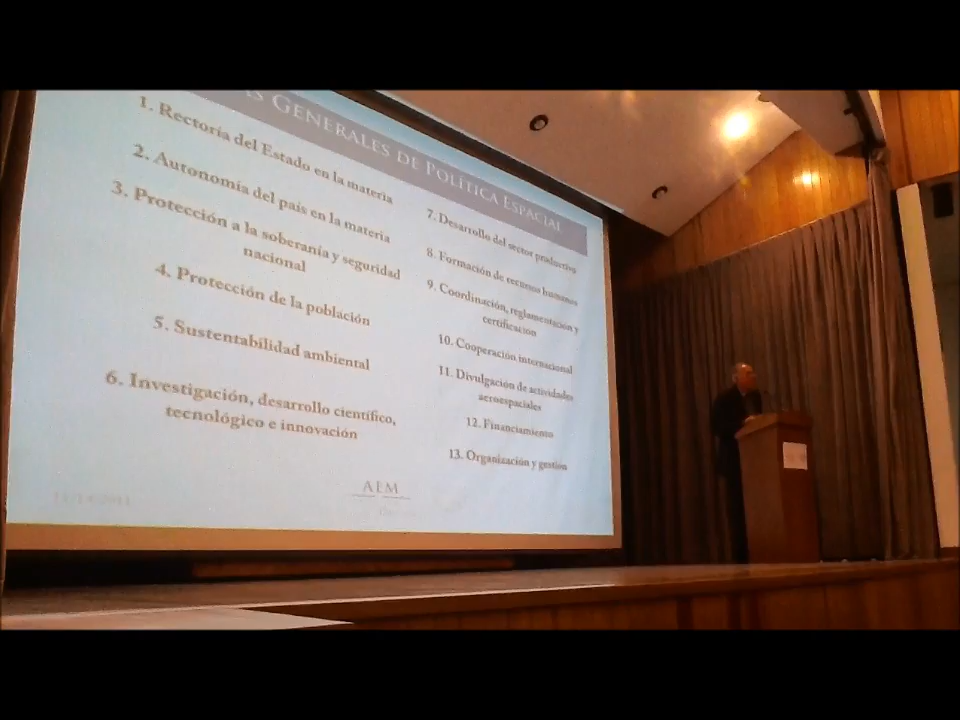 GENERALES DE POLÍTICA ESPACIAL
1. Rectoría del Estado en la materia
2. Autonomía del país en la materia
3. Protección a la soberanía y seguridad
nacional
4. Protección de la población
5. Sustentabilidad ambiental
6. Investigación, desarrollo científico,
tecnológico e innovación
7. Desarrollo del sector productivo
8. Formación de recursos humanos
9. Coordinación, reglamentación y
certificación
10. Cooperación internacional
11. Divulgación de actividades
aeroespaciales
12. Financiamiento
13. Organización y gestión
AEM